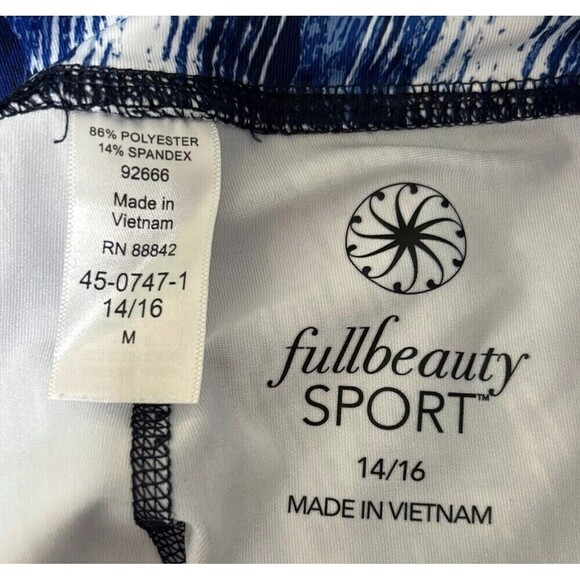 86% POLYESTER
14% SPANDEX
92666
Made in
Vietnam
RN 88842
45-0747-1
14/16
M
fullbeauty
SPORT™
14/16
MADE IN VIETNAM